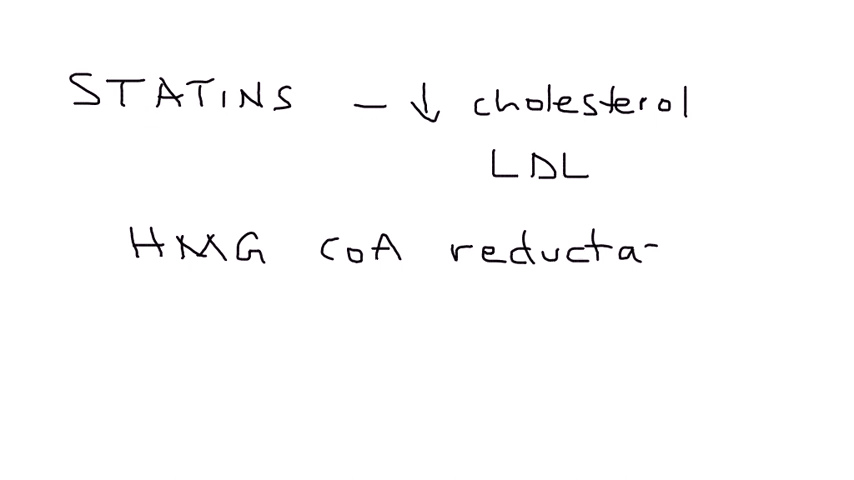 STATINS – ↓ cholesterol
LDL
HMG CoA reducta-